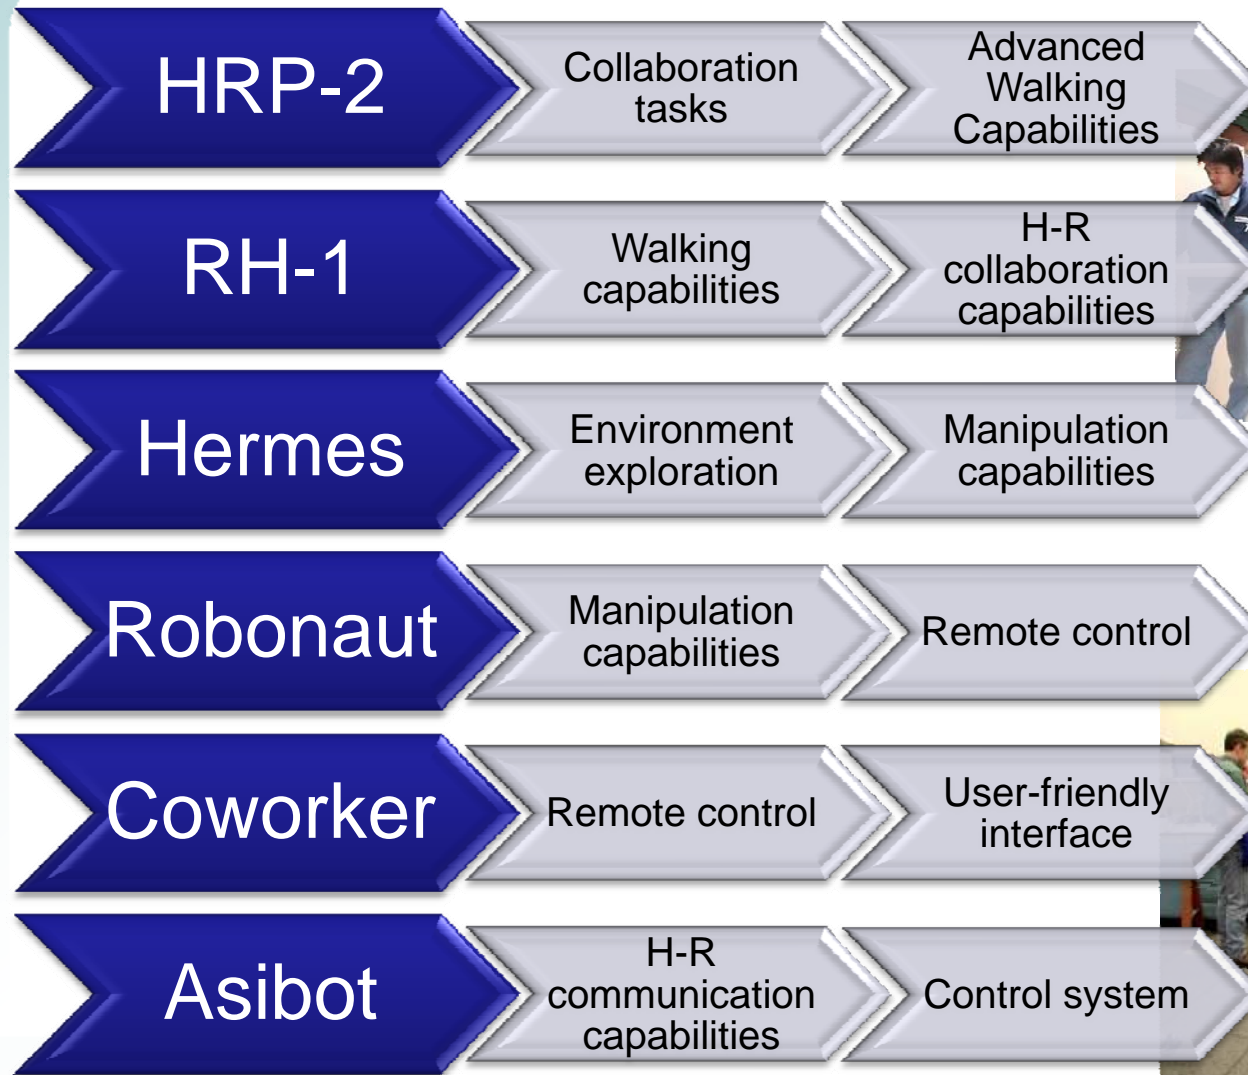 HRP-2
Collaboration
tasks
Advanced
Walking
Capabilities
RH-1
Walking
capabilities
H-R
collaboration
capabilities
Hermes
Environment
exploration
Manipulation
capabilities
Robonaut
Manipulation
capabilities
Remote control
Coworker
Remote control
User-friendly
interface
Asibot
H-R
communication
capabilities
Control system